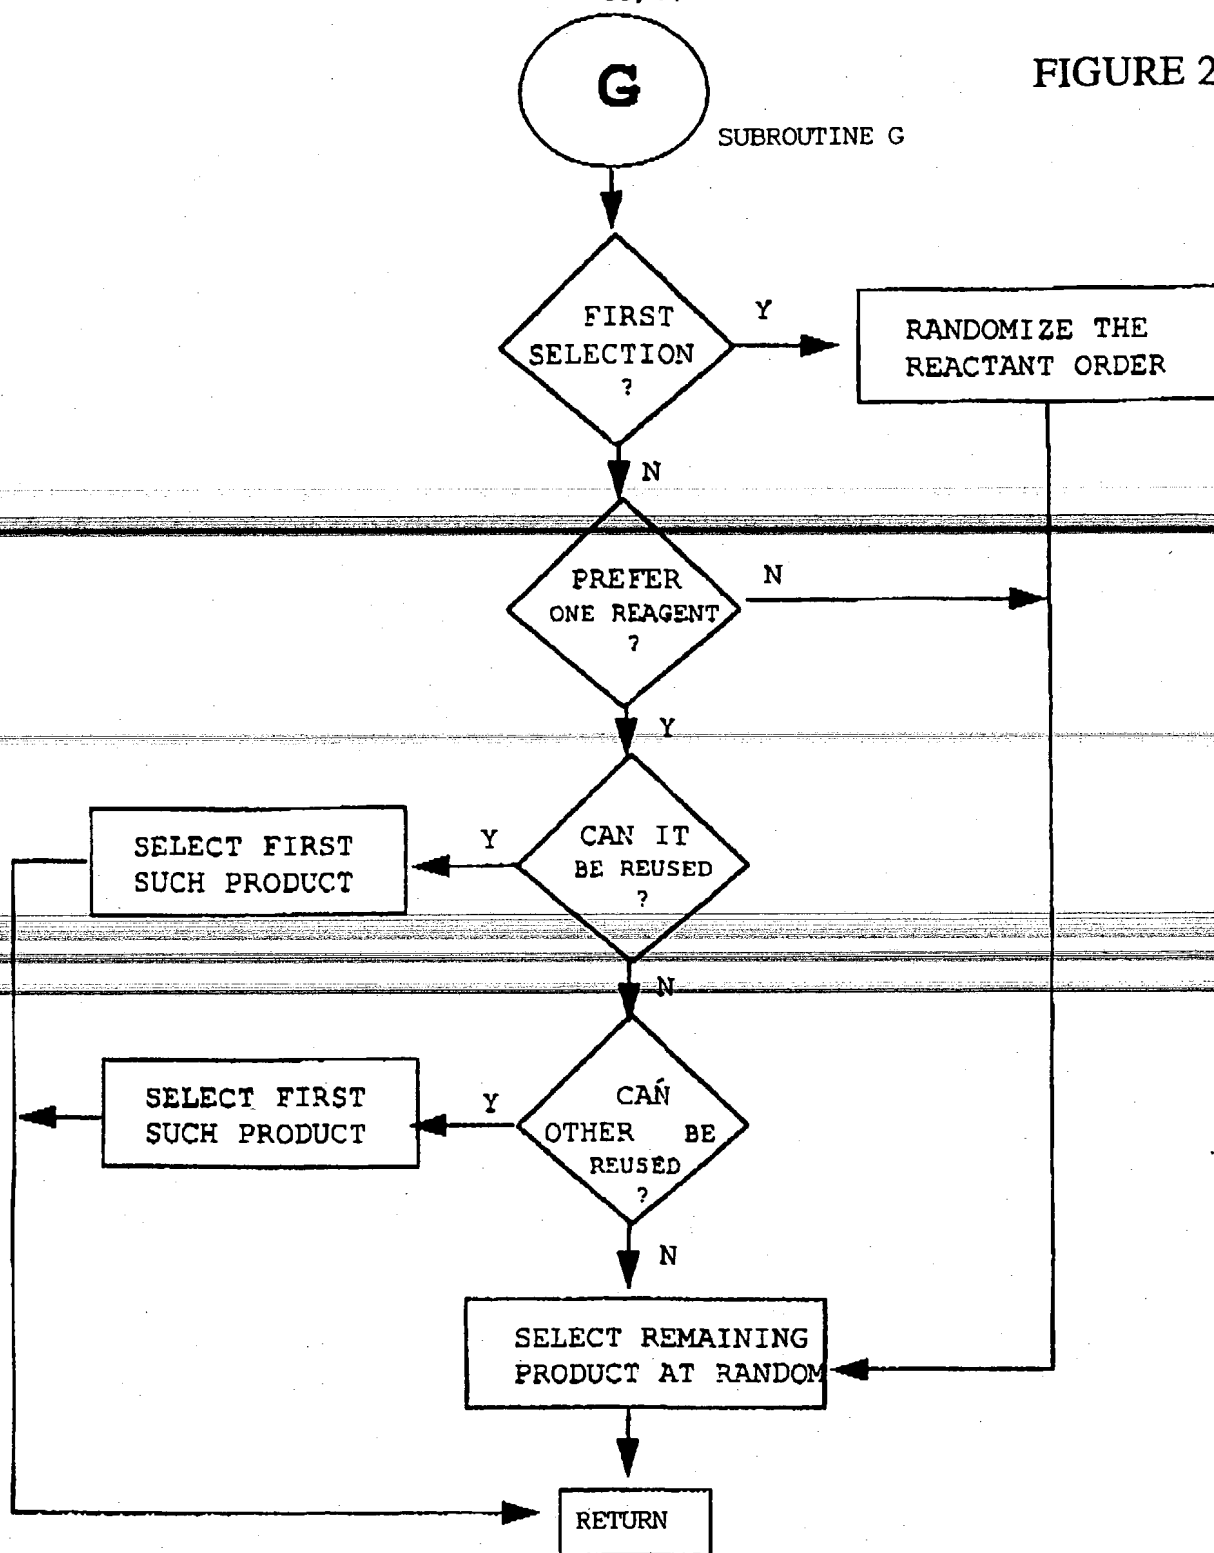 G
FIGURE 2
SUBROUTINE G
FIRST
SELECTION
?
Y
RANDOMIZE THE
REACTANT ORDER
N
PREFER
ONE REAGENT
?
N
Y
CAN IT
BE REUSED
?
Y
SELECT FIRST
SUCH PRODUCT
N
CAN
OTHER BE
REUSED
?
Y
SELECT FIRST
SUCH PRODUCT
N
SELECT REMAINING
PRODUCT AT RANDOM
RETURN